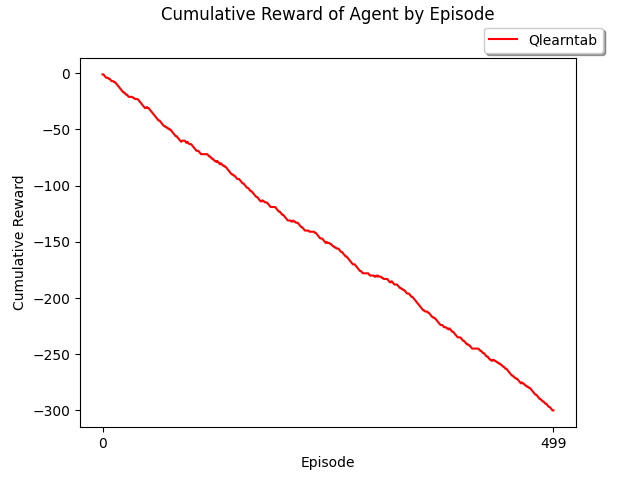 Cumulative Reward of Agent by Episode
Qlearntab
0
−50
−100
−150
−200
−250
−300
Cumulative Reward
0 499
Episode